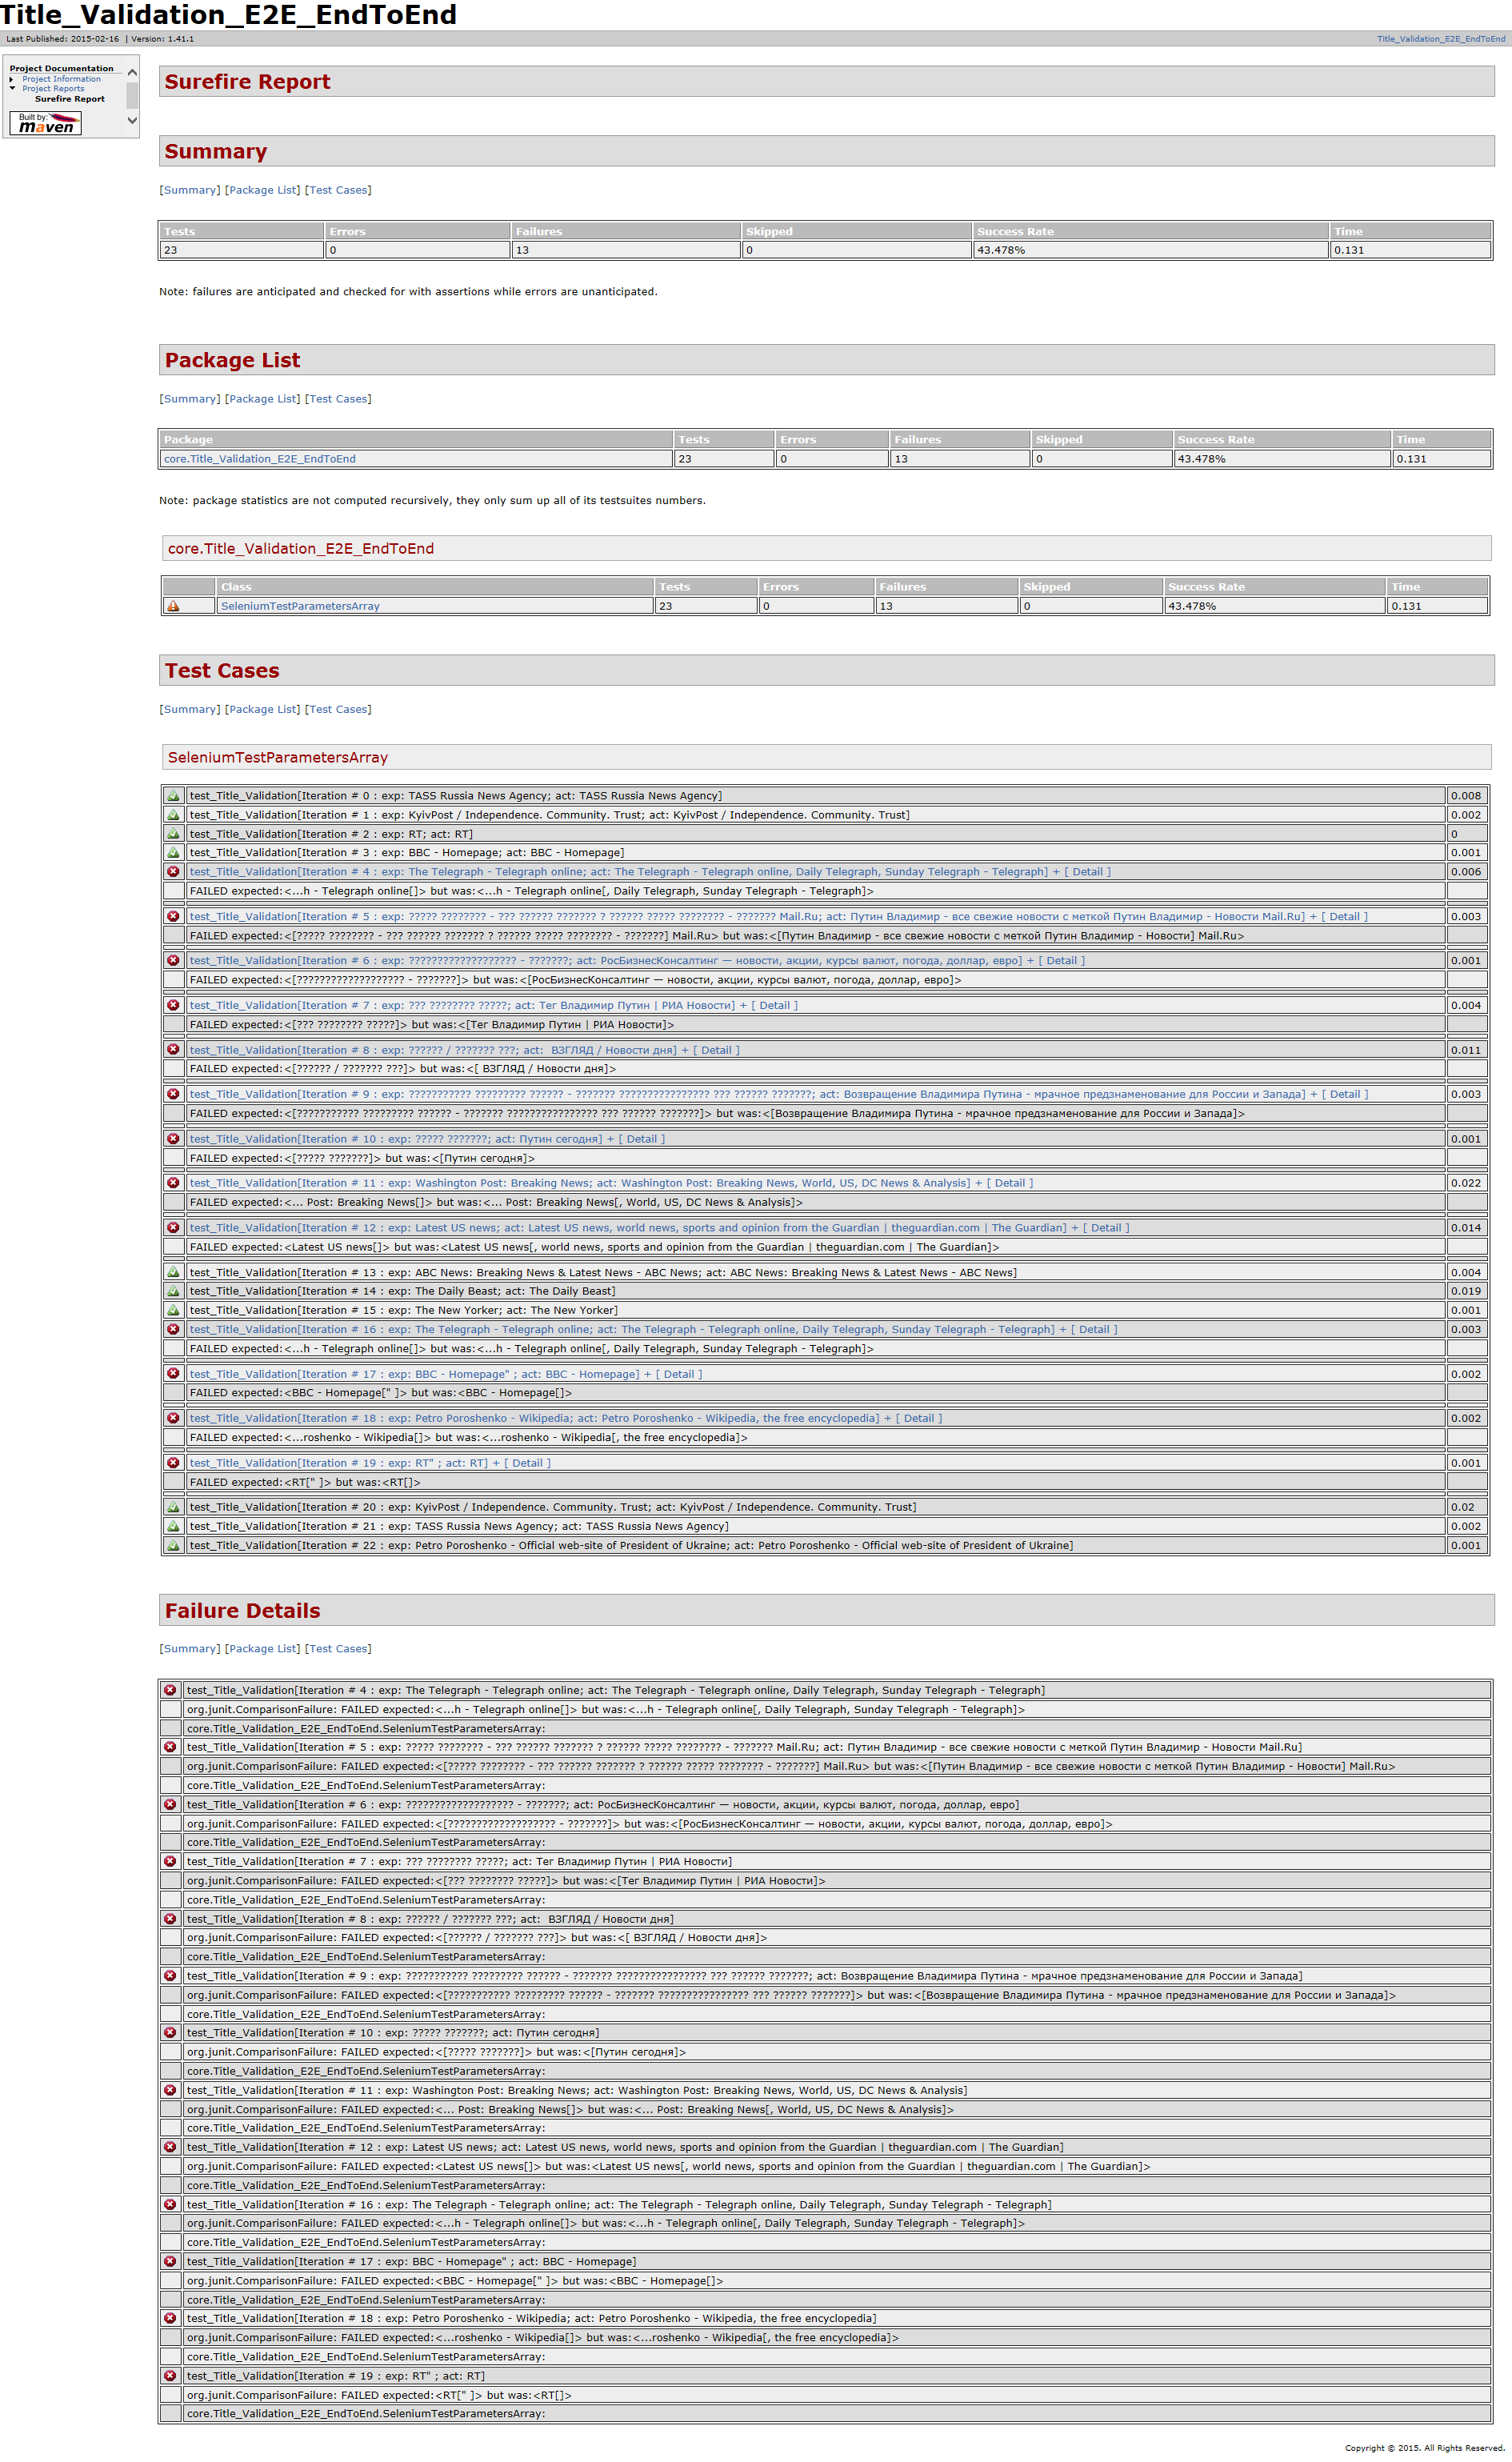 Title_Validation_E2E_EndToEnd
Last Published: 2015-02-16 | Version: 1.41.1
Title_Validation_E2E_EndToEnd
Project Documentation
Project Information
Project Reports
Surefire Report
Built by:
maven
Surefire Report
Summary
[Summary] [Package List] [Test Cases]
Tests Errors Failures Skipped Success Rate Time
23 0 13 0 43.478% 0.131
Note: failures are anticipated and checked for with assertions while errors are unanticipated.
Package List
[Summary] [Package List] [Test Cases]
Package Tests Errors Failures Skipped Success Rate Time
core.Title_Validation_E2E_EndToEnd 23 0 13 0 43.478% 0.131
Note: package statistics are not computed recursively, they only sum up all of its testsuites numbers.
core.Title_Validation_E2E_EndToEnd
Class Tests Errors Failures Skipped Success Rate Time
SeleniumTestParametersArray 23 0 13 0 43.478% 0.131
Test Cases
[Summary] [Package List] [Test Cases]
SeleniumTestParametersArray
test_Title_Validation[Iteration # 0 : exp: TASS Russia News Agency; act: TASS Russia News Agency] 0.008
test_Title_Validation[Iteration # 1 : exp: KyivPost / Independence. Community. Trust; act: KyivPost / Independence. Community. Trust] 0.002
test_Title_Validation[Iteration # 2 : exp: RT; act: RT] 0
test_Title_Validation[Iteration # 3 : exp: BBC - Homepage; act: BBC - Homepage] 0.001
test_Title_Validation[Iteration # 4 : exp: The Telegraph - Telegraph online; act: The Telegraph - Telegraph online, Daily Telegraph, Sunday Telegraph - Telegraph] + [ Detail ] 0.006
FAILED expected:<...h - Telegraph online[]> but was:<...h - Telegraph online[, Daily Telegraph, Sunday Telegraph - Telegraph]>
test_Title_Validation[Iteration # 5 : exp: ????? ???????? - ??? ?????? ??????? ? ?????? ????? ???????? - ??????? Mail.Ru; act: Путин Владимир - все свежие новости с меткой Путин Владимир - Новости Mail.Ru] + [ Detail ] 0.003
FAILED expected:<[????? ???????? - ??? ?????? ??????? ? ?????? ????? ???????? - ???????] Mail.Ru> but was:<[Путин Владимир - все свежие новости с меткой Путин Владимир - Новости] Mail.Ru>
test_Title_Validation[Iteration # 6 : exp: ??????????????????? - ???????; act: РосБизнесКонсалтинг — новости, акции, курсы валют, погода, доллар, евро] + [ Detail ] 0.001
FAILED expected:<[??????????????????? - ???????]> but was:<[РосБизнесКонсалтинг — новости, акции, курсы валют, погода, доллар, евро]>
test_Title_Validation[Iteration # 7 : exp: ??? ???????? ?????; act: Тег Владимир Путин | РИА Новости] + [ Detail ] 0.004
FAILED expected:<[??? ???????? ?????]> but was:<[Тег Владимир Путин | РИА Новости]>
test_Title_Validation[Iteration # 8 : exp: ?????? / ??????? ???; act:  ВЗГЛЯД / Новости дня] + [ Detail ] 0.011
FAILED expected:<[?????? / ??????? ???]> but was:<[ ВЗГЛЯД / Новости дня]>
test_Title_Validation[Iteration # 9 : exp: ??????????? ????????? ?????? - ??????? ???????????????? ??? ?????? ???????; act: Возвращение Владимира Путина - мрачное предзнаменование для России и Запада] + [ Detail ] 0.003
FAILED expected:<[??????????? ????????? ?????? - ??????? ???????????????? ??? ?????? ???????]> but was:<[Возвращение Владимира Путина - мрачное предзнаменование для России и Запада]>
test_Title_Validation[Iteration # 10 : exp: ????? ???????; act: Путин сегодня] + [ Detail ] 0.001
FAILED expected:<[????? ???????]> but was:<[Путин сегодня]>
test_Title_Validation[Iteration # 11 : exp: Washington Post: Breaking News; act: Washington Post: Breaking News, World, US, DC News & Analysis] + [ Detail ] 0.022
FAILED expected:<... Post: Breaking News[]> but was:<... Post: Breaking News[, World, US, DC News & Analysis]>
test_Title_Validation[Iteration # 12 : exp: Latest US news; act: Latest US news, world news, sports and opinion from the Guardian | theguardian.com | The Guardian] + [ Detail ] 0.014
FAILED expected:<Latest US news[]> but was:<Latest US news[, world news, sports and opinion from the Guardian | theguardian.com | The Guardian]>
test_Title_Validation[Iteration # 13 : exp: ABC News: Breaking News & Latest News - ABC News; act: ABC News: Breaking News & Latest News - ABC News] 0.004
test_Title_Validation[Iteration # 14 : exp: The Daily Beast; act: The Daily Beast] 0.019
test_Title_Validation[Iteration # 15 : exp: The New Yorker; act: The New Yorker] 0.001
test_Title_Validation[Iteration # 16 : exp: The Telegraph - Telegraph online; act: The Telegraph - Telegraph online, Daily Telegraph, Sunday Telegraph - Telegraph] + [ Detail ] 0.003
FAILED expected:<...h - Telegraph online[]> but was:<...h - Telegraph online[, Daily Telegraph, Sunday Telegraph - Telegraph]>
test_Title_Validation[Iteration # 17 : exp: BBC - Homepage" ; act: BBC - Homepage] + [ Detail ] 0.002
FAILED expected:<BBC - Homepage[" ]> but was:<BBC - Homepage[]>
test_Title_Validation[Iteration # 18 : exp: Petro Poroshenko - Wikipedia; act: Petro Poroshenko - Wikipedia, the free encyclopedia] + [ Detail ] 0.002
FAILED expected:<...roshenko - Wikipedia[]> but was:<...roshenko - Wikipedia[, the free encyclopedia]>
test_Title_Validation[Iteration # 19 : exp: RT" ; act: RT] + [ Detail ] 0.001
FAILED expected:<RT[" ]> but was:<RT[]>
test_Title_Validation[Iteration # 20 : exp: KyivPost / Independence. Community. Trust; act: KyivPost / Independence. Community. Trust] 0.02
test_Title_Validation[Iteration # 21 : exp: TASS Russia News Agency; act: TASS Russia News Agency] 0.002
test_Title_Validation[Iteration # 22 : exp: Petro Poroshenko - Official web-site of President of Ukraine; act: Petro Poroshenko - Official web-site of President of Ukraine] 0.001
Failure Details
[Summary] [Package List] [Test Cases]
test_Title_Validation[Iteration # 4 : exp: The Telegraph - Telegraph online; act: The Telegraph - Telegraph online, Daily Telegraph, Sunday Telegraph - Telegraph]
org.junit.ComparisonFailure: FAILED expected:<...h - Telegraph online[]> but was:<...h - Telegraph online[, Daily Telegraph, Sunday Telegraph - Telegraph]>
core.Title_Validation_E2E_EndToEnd.SeleniumTestParametersArray:
test_Title_Validation[Iteration # 5 : exp: ????? ???????? - ??? ?????? ??????? ? ?????? ????? ???????? - ??????? Mail.Ru; act: Путин Владимир - все свежие новости с меткой Путин Владимир - Новости Mail.Ru]
org.junit.ComparisonFailure: FAILED expected:<[????? ???????? - ??? ?????? ??????? ? ?????? ????? ???????? - ???????] Mail.Ru> but was:<[Путин Владимир - все свежие новости с меткой Путин Владимир - Новости] Mail.Ru>
core.Title_Validation_E2E_EndToEnd.SeleniumTestParametersArray:
test_Title_Validation[Iteration # 6 : exp: ??????????????????? - ???????; act: РосБизнесКонсалтинг — новости, акции, курсы валют, погода, доллар, евро]
org.junit.ComparisonFailure: FAILED expected:<[??????????????????? - ???????]> but was:<[РосБизнесКонсалтинг — новости, акции, курсы валют, погода, доллар, евро]>
core.Title_Validation_E2E_EndToEnd.SeleniumTestParametersArray:
test_Title_Validation[Iteration # 7 : exp: ??? ???????? ?????; act: Тег Владимир Путин | РИА Новости]
org.junit.ComparisonFailure: FAILED expected:<[??? ???????? ?????]> but was:<[Тег Владимир Путин | РИА Новости]>
core.Title_Validation_E2E_EndToEnd.SeleniumTestParametersArray:
test_Title_Validation[Iteration # 8 : exp: ?????? / ??????? ???; act:  ВЗГЛЯД / Новости дня]
org.junit.ComparisonFailure: FAILED expected:<[?????? / ??????? ???]> but was:<[ ВЗГЛЯД / Новости дня]>
core.Title_Validation_E2E_EndToEnd.SeleniumTestParametersArray:
test_Title_Validation[Iteration # 9 : exp: ??????????? ????????? ?????? - ??????? ???????????????? ??? ?????? ???????; act: Возвращение Владимира Путина - мрачное предзнаменование для России и Запада]
org.junit.ComparisonFailure: FAILED expected:<[??????????? ????????? ?????? - ??????? ???????????????? ??? ?????? ???????]> but was:<[Возвращение Владимира Путина - мрачное предзнаменование для России и Запада]>
core.Title_Validation_E2E_EndToEnd.SeleniumTestParametersArray:
test_Title_Validation[Iteration # 10 : exp: ????? ???????; act: Путин сегодня]
org.junit.ComparisonFailure: FAILED expected:<[????? ???????]> but was:<[Путин сегодня]>
core.Title_Validation_E2E_EndToEnd.SeleniumTestParametersArray:
test_Title_Validation[Iteration # 11 : exp: Washington Post: Breaking News; act: Washington Post: Breaking News, World, US, DC News & Analysis]
org.junit.ComparisonFailure: FAILED expected:<... Post: Breaking News[]> but was:<... Post: Breaking News[, World, US, DC News & Analysis]>
core.Title_Validation_E2E_EndToEnd.SeleniumTestParametersArray:
test_Title_Validation[Iteration # 12 : exp: Latest US news; act: Latest US news, world news, sports and opinion from the Guardian | theguardian.com | The Guardian]
org.junit.ComparisonFailure: FAILED expected:<Latest US news[]> but was:<Latest US news[, world news, sports and opinion from the Guardian | theguardian.com | The Guardian]>
core.Title_Validation_E2E_EndToEnd.SeleniumTestParametersArray:
test_Title_Validation[Iteration # 16 : exp: The Telegraph - Telegraph online; act: The Telegraph - Telegraph online, Daily Telegraph, Sunday Telegraph - Telegraph]
org.junit.ComparisonFailure: FAILED expected:<...h - Telegraph online[]> but was:<...h - Telegraph online[, Daily Telegraph, Sunday Telegraph - Telegraph]>
core.Title_Validation_E2E_EndToEnd.SeleniumTestParametersArray:
test_Title_Validation[Iteration # 17 : exp: BBC - Homepage" ; act: BBC - Homepage]
org.junit.ComparisonFailure: FAILED expected:<BBC - Homepage[" ]> but was:<BBC - Homepage[]>
core.Title_Validation_E2E_EndToEnd.SeleniumTestParametersArray:
test_Title_Validation[Iteration # 18 : exp: Petro Poroshenko - Wikipedia; act: Petro Poroshenko - Wikipedia, the free encyclopedia]
org.junit.ComparisonFailure: FAILED expected:<...roshenko - Wikipedia[]> but was:<...roshenko - Wikipedia[, the free encyclopedia]>
core.Title_Validation_E2E_EndToEnd.SeleniumTestParametersArray:
test_Title_Validation[Iteration # 19 : exp: RT" ; act: RT]
org.junit.ComparisonFailure: FAILED expected:<RT[" ]> but was:<RT[]>
core.Title_Validation_E2E_EndToEnd.SeleniumTestParametersArray:
Copyright © 2015. All Rights Reserved.